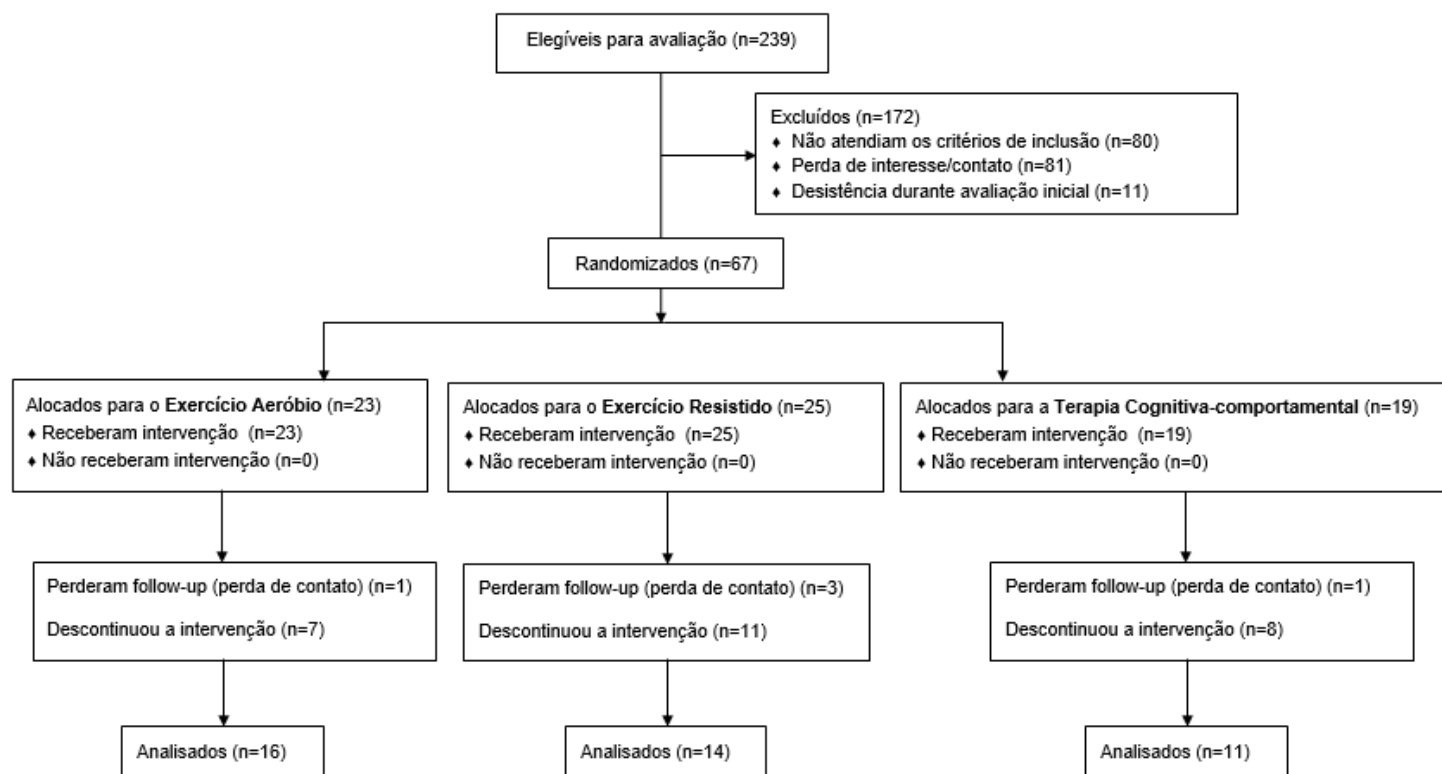 Elegíveis para avaliação (n=239)
Excluídos (n=172)
♦ Não atendiam os critérios de inclusão (n=80)
♦ Perda de interesse/contato (n=81)
♦ Desistência durante avaliação inicial (n=11)
Randomizados (n=67)
Alocados para o Exercício Aeróbio (n=23)
♦ Receberam intervenção (n=23)
♦ Não receberam intervenção (n=0)
Alocados para o Exercício Resistido (n=25)
♦ Receberam intervenção (n=25)
♦ Não receberam intervenção (n=0)
Alocados para a Terapia Cognitiva-comportamental (n=19)
♦ Receberam intervenção (n=19)
♦ Não receberam intervenção (n=0)
Perderam follow-up (perda de contato) (n=1)
Descontinuou a intervenção (n=7)
Perderam follow-up (perda de contato) (n=3)
Descontinuou a intervenção (n=11)
Perderam follow-up (perda de contato) (n=1)
Descontinuou a intervenção (n=8)
Analisados (n=16)
Analisados (n=14)
Analisados (n=11)